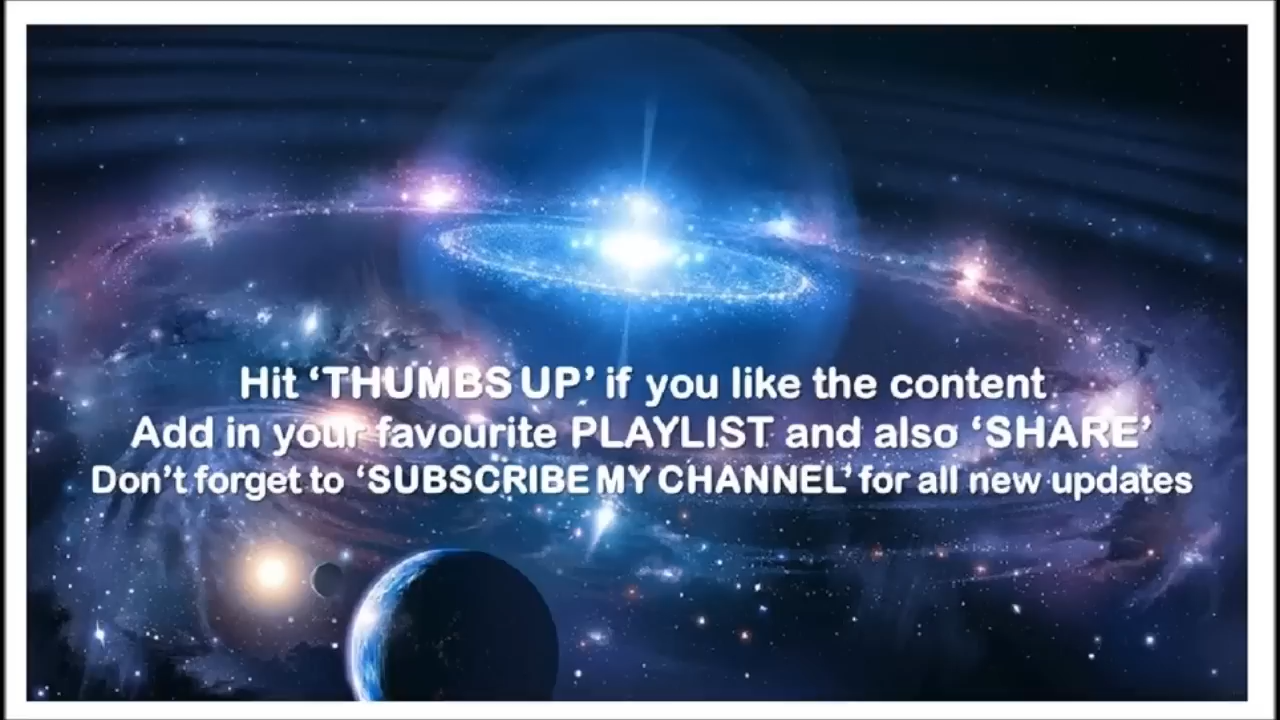 Hit ‘THUMBS UP’ if you like the content
Add in your favourite PLAYLIST and also ‘SHARE’
Don’t forget to ‘SUBSCRIBE MY CHANNEL’ for all new updates